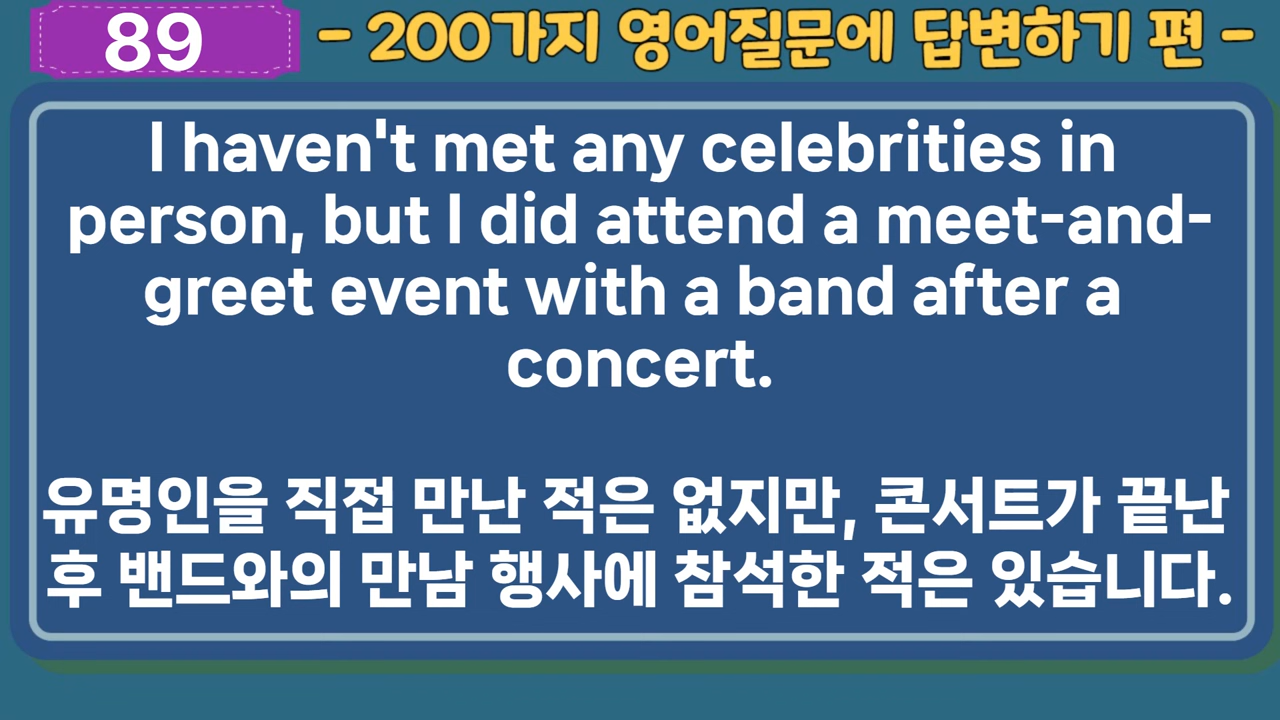 89
- 200가지 영어질문에 답변하기 편 -
I haven't met any celebrities in
person, but I did attend a meet-and-
greet event with a band after a
concert.
유명인을 직접 만난 적은 없지만, 콘서트가 끝난
후 밴드와의 만남 행사에 참석한 적은 있습니다.